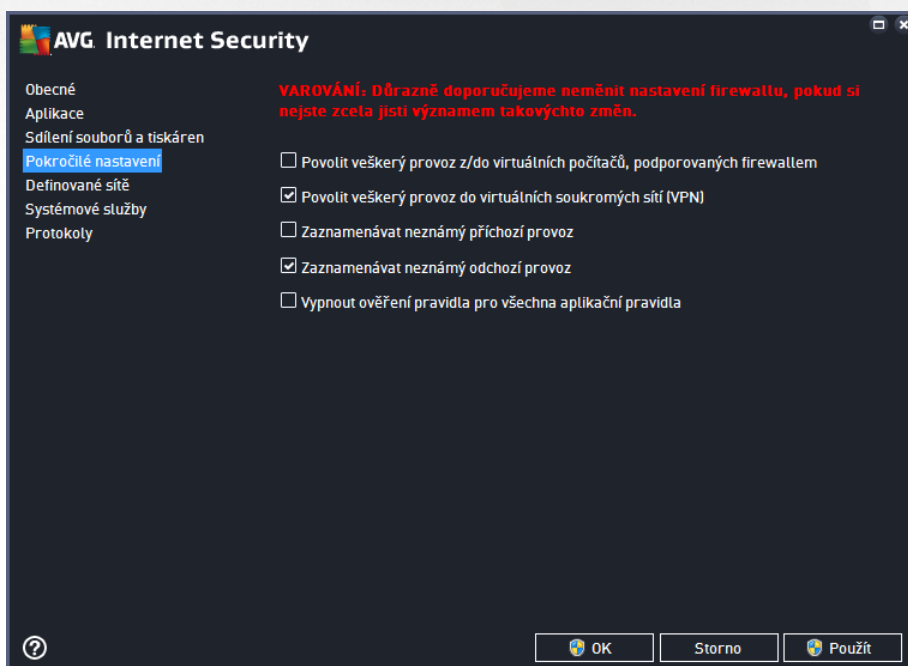 AVG Internet Security
Obecné
Aplikace
Sdílení souborů a tiskáren
Pokročilé nastavení
Definované sítě
Systémové služby
Protokoly
VAROVÁNÍ: Důrazně doporučujeme neměnit nastavení firewallu, pokud si
nejste zcela jisti významem takovýchto změn.
Povolit veškerý provoz z/do virtuálních počítačů, podporovaných firewallem
Povolit veškerý provoz do virtuálních soukromých sítí (VPN)
Zaznamenávat neznámý příchozí provoz
Zaznamenávat neznámý odchozí provoz
Vypnout ověření pravidla pro všechna aplikační pravidla
OK
Storno
Použít